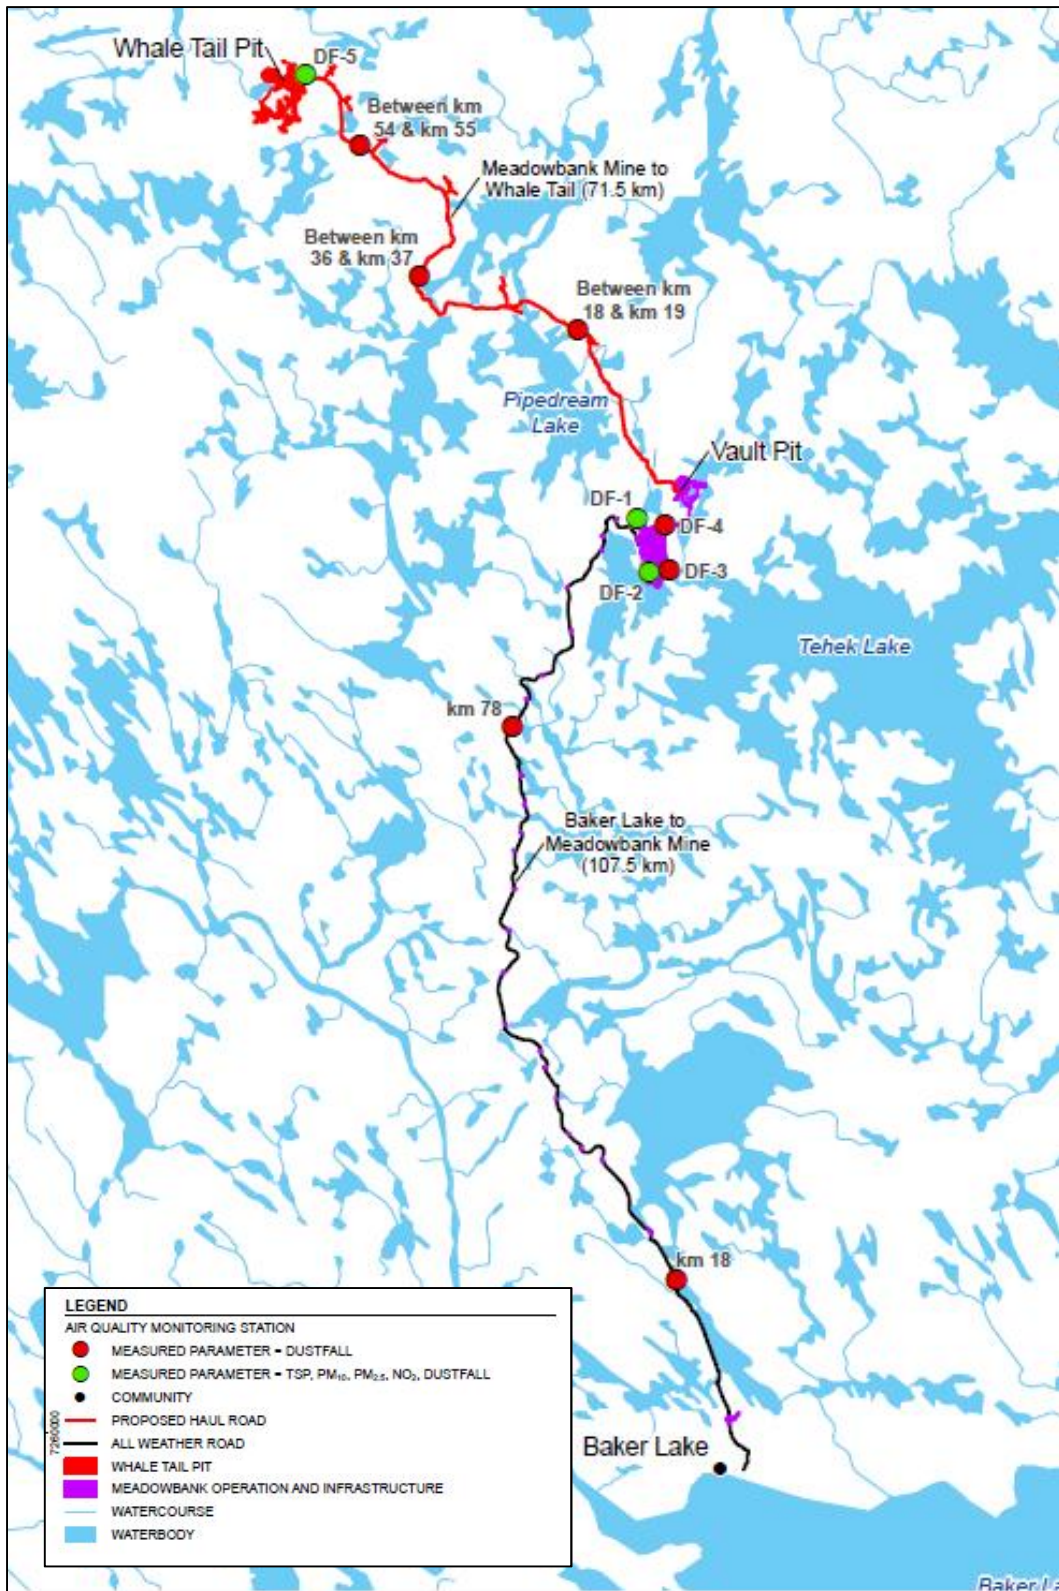 Whale Tail Pit
DF-5
Between km
54 & km 55
Meadowbank Mine to
Whale Tail (71.5 km)
Between km
36 & km 37
Between km
18 & km 19
Pipedream
Lake
Vault Pit
DF-1
DF-4
DF-3
DF-2
Tehek Lake
km 78
Baker Lake to
Meadowbank Mine
(107.5 km)
km 18
LEGEND
AIR QUALITY MONITORING STATION
MEASURED PARAMETER = DUSTFALL
MEASURED PARAMETER = TSP, PM₁₀, PM₂.₅, NO₂, DUSTFALL
COMMUNITY
PROPOSED HAUL ROAD
ALL WEATHER ROAD
WHALE TAIL PIT
MEADOWBANK OPERATION AND INFRASTRUCTURE
WATERCOURSE
WATERBODY
7260000
Baker Lake
Baker La